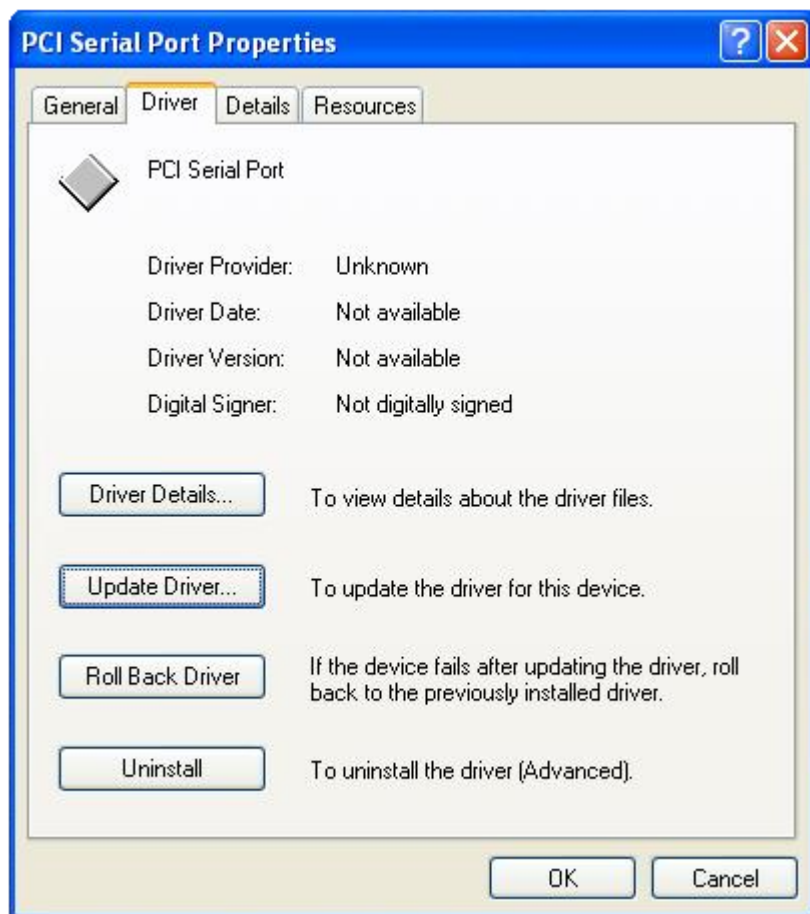 PCI Serial Port Properties
?
General Driver Details Resources
PCI Serial Port
Driver Provider: Unknown
Driver Date: Not available
Driver Version: Not available
Digital Signer: Not digitally signed
Driver Details... To view details about the driver files.
Update Driver... To update the driver for this device.
Roll Back Driver If the device fails after updating the driver, roll
back to the previously installed driver.
Uninstall To uninstall the driver (Advanced).
OK Cancel